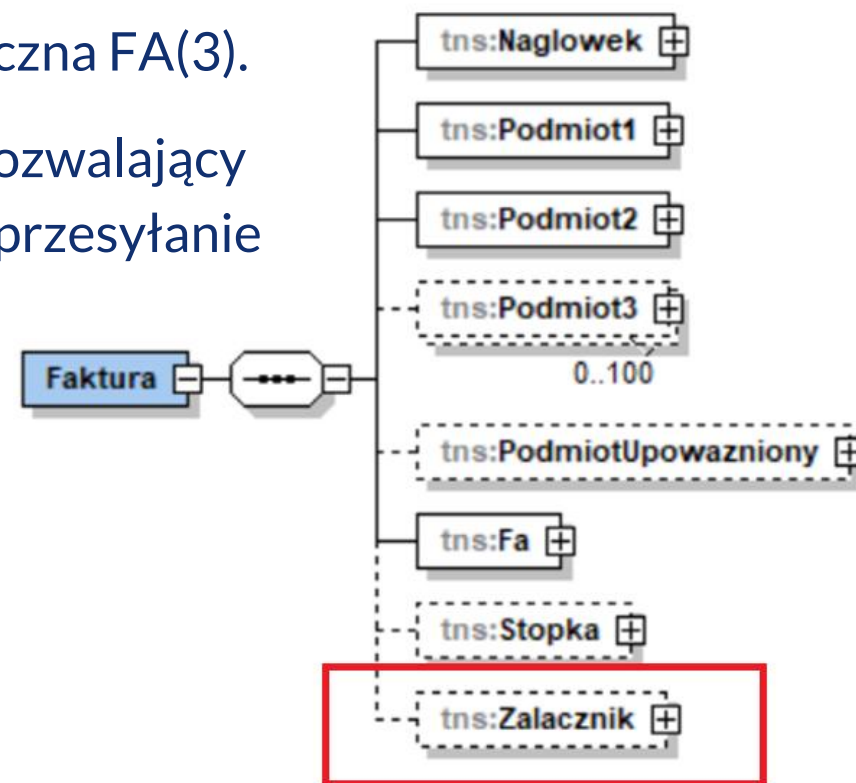 czna FA(3).
ozwalający
przesyłanie
Faktura
tns:Naglowek
tns:Podmiot1
tns:Podmiot2
tns:Podmiot3
0..100
tns:PodmiotUpowazniony
tns:Fa
tns:Stopka
tns:Zalacznik